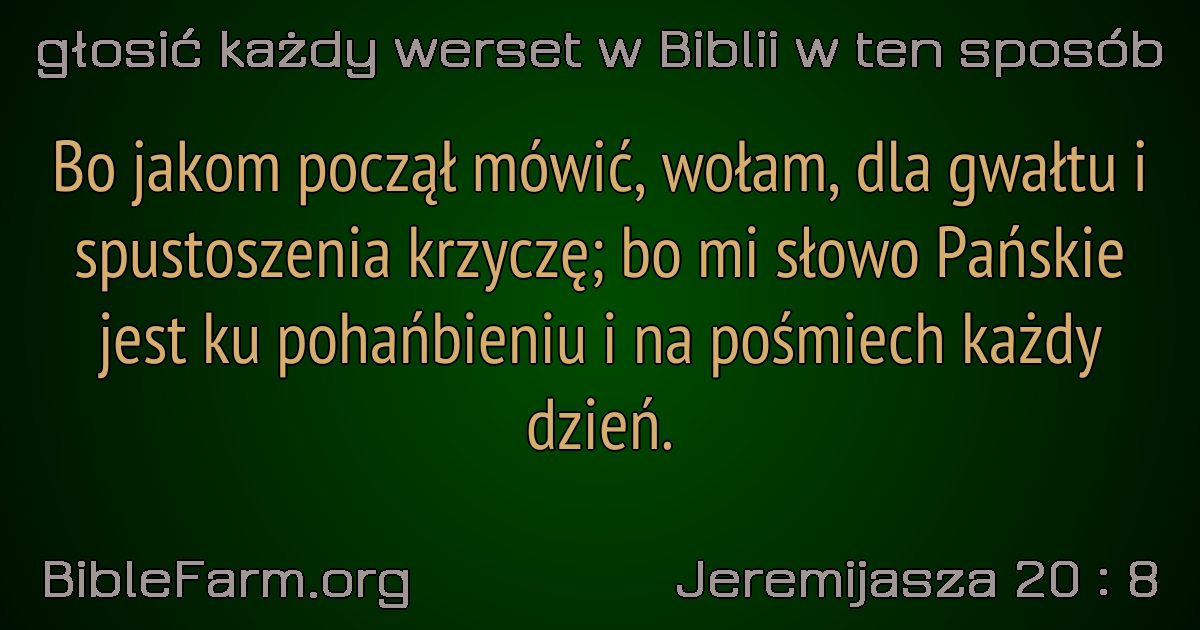 głosić każdy werset w Biblii w ten sposób
Bo jakom począł mówić, wołam, dla gwałtu i
spustoszenia krzyczę; bo mi słowo Pańskie
jest ku pohańbieniu i na pośmiech każdy
dzień.
BibleFarm.org
Jeremijasza 20 : 8